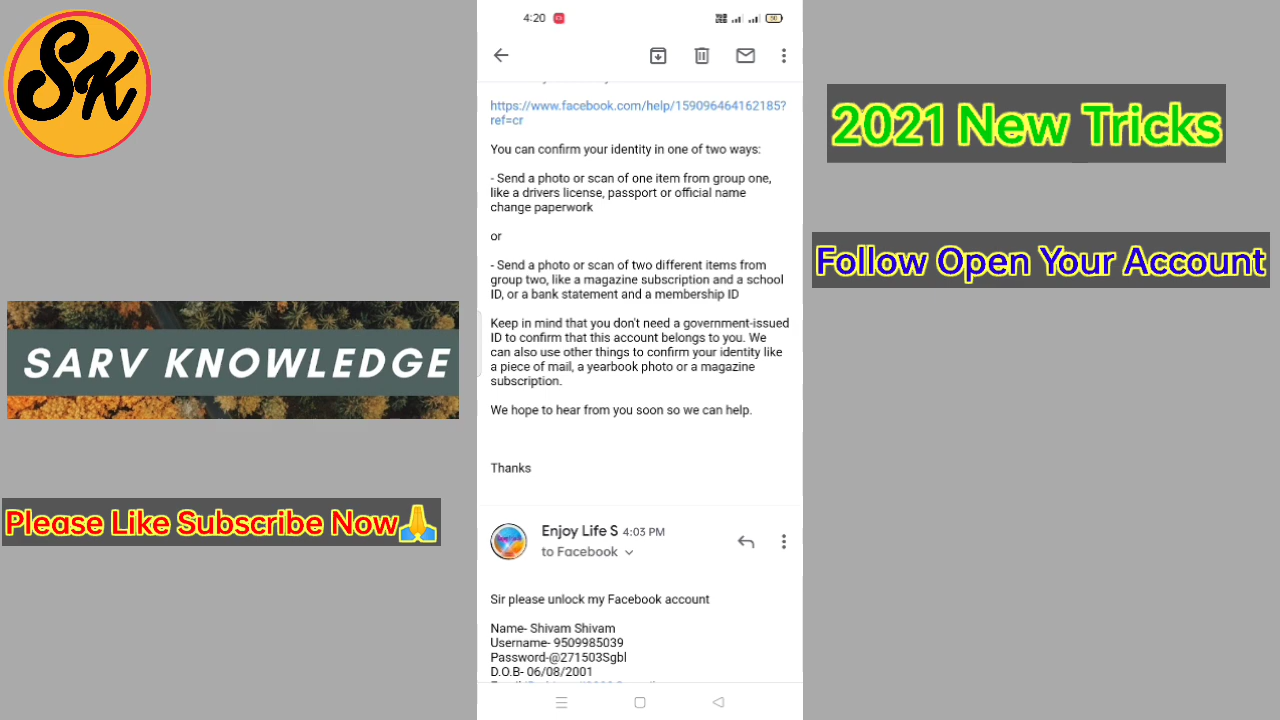 SK
SARV KNOWLEDGE
Please Like Subscribe Now🙏
4:20
50
https://www.facebook.com/help/159096464162185?
ref=cr
You can confirm your identity in one of two ways:
- Send a photo or scan of one item from group one,
like a drivers license, passport or official name
change paperwork
or
- Send a photo or scan of two different items from
group two, like a magazine subscription and a school
ID, or a bank statement and a membership ID
Keep in mind that you don't need a government-issued
ID to confirm that this account belongs to you. We
can also use other things to confirm your identity like
a piece of mail, a yearbook photo or a magazine
subscription.
We hope to hear from you soon so we can help.
Thanks
Enjoy Life S 4:03 PM
to Facebook
Sir please unlock my Facebook account
Name- Shivam Shivam
Username- 9509985039
Password-@271503Sgbl
D.O.B- 06/08/2001
2021 New Tricks
Follow Open Your Account